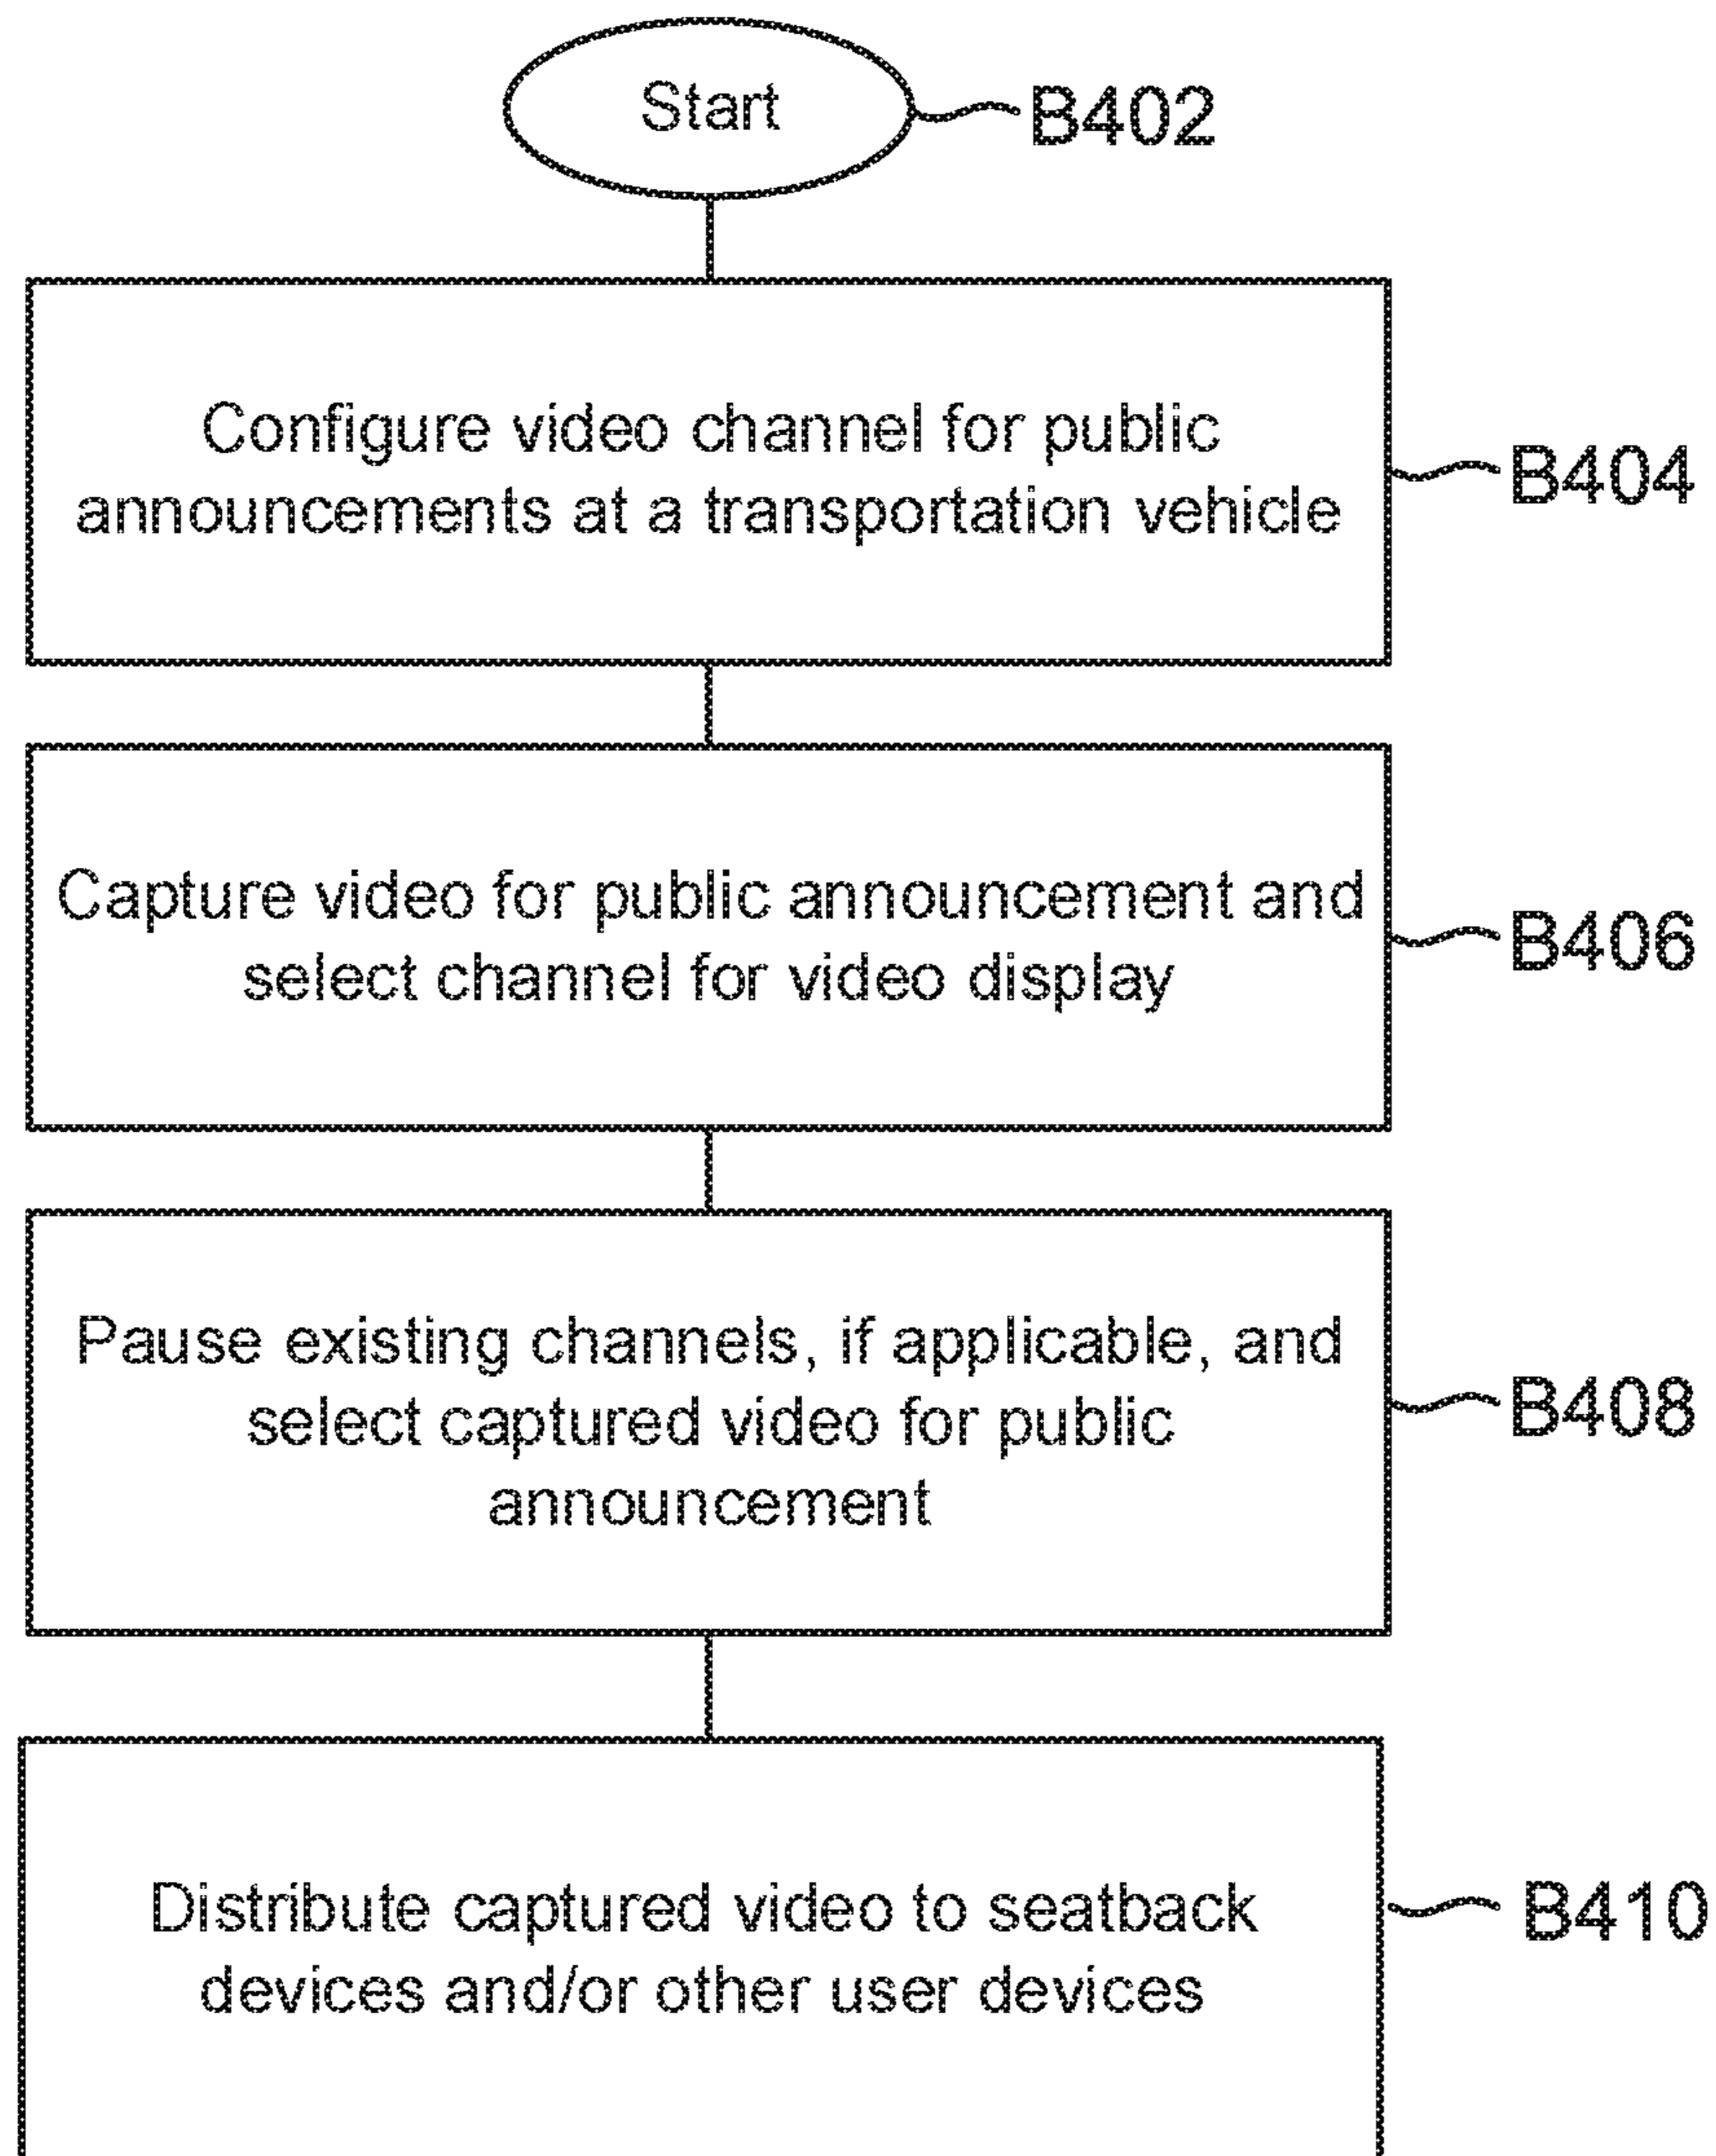 Start
B402
Configure video channel for public
announcements at a transportation vehicle
B404
Capture video for public announcement and
select channel for video display
B406
Pause existing channels, if applicable, and
select captured video for public
announcement
B408
Distribute captured video to seatback
devices and/or other user devices
B410